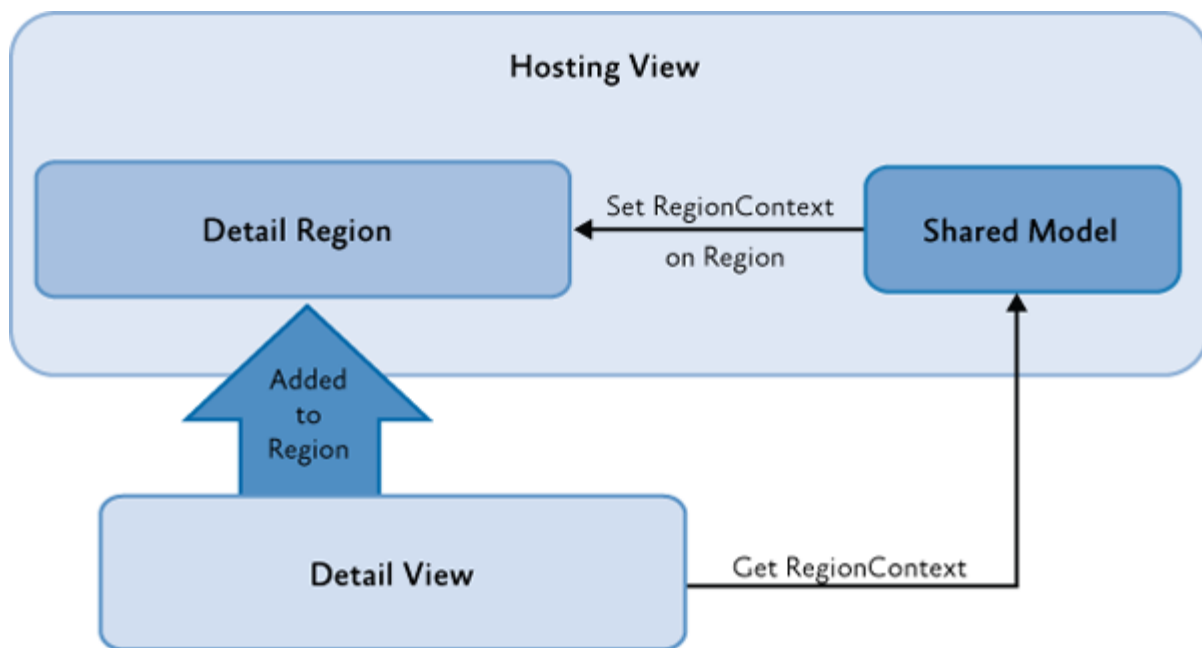 Hosting View
Detail Region
Set RegionContext
on Region
Shared Model
Added
to
Region
Detail View
Get RegionContext